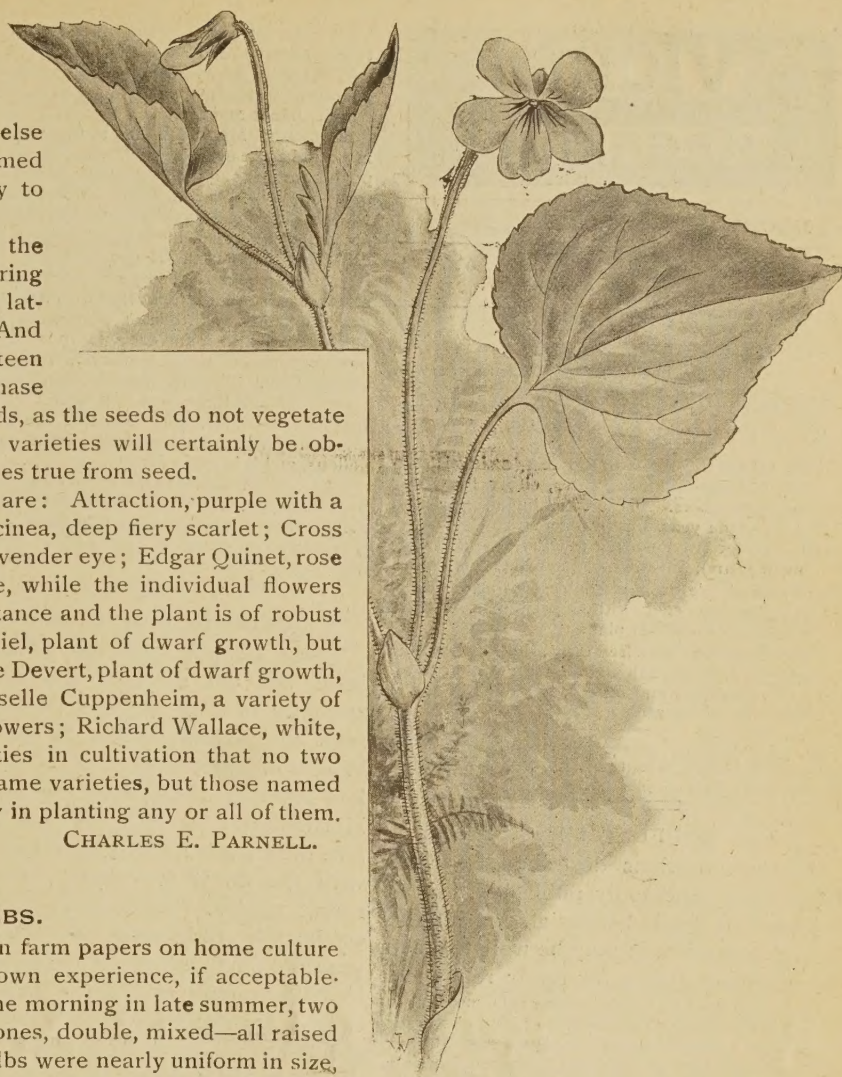 else
med
y to
the
ring
lat-
And
teen
hase
ds, as the seeds do not vegetate
varieties will certainly be ob-
es true from seed.
are: Attraction, purple with a
cinea, deep fiery scarlet; Cross
vender eye; Edgar Quinet, rose
e, while the individual flowers
tance and the plant is of robust
iel, plant of dwarf growth, but
e Devert, plant of dwarf growth,
selle Cuppenheim, a variety of
owers; Richard Wallace, white,
ties in cultivation that no two
ame varieties, but those named
y in planting any or all of them.
CHARLES E. PARNELL.
BS.
n farm papers on home culture
own experience, if acceptable.
ne morning in late summer, two
ones, double, mixed—all raised
lbs were nearly uniform in size,